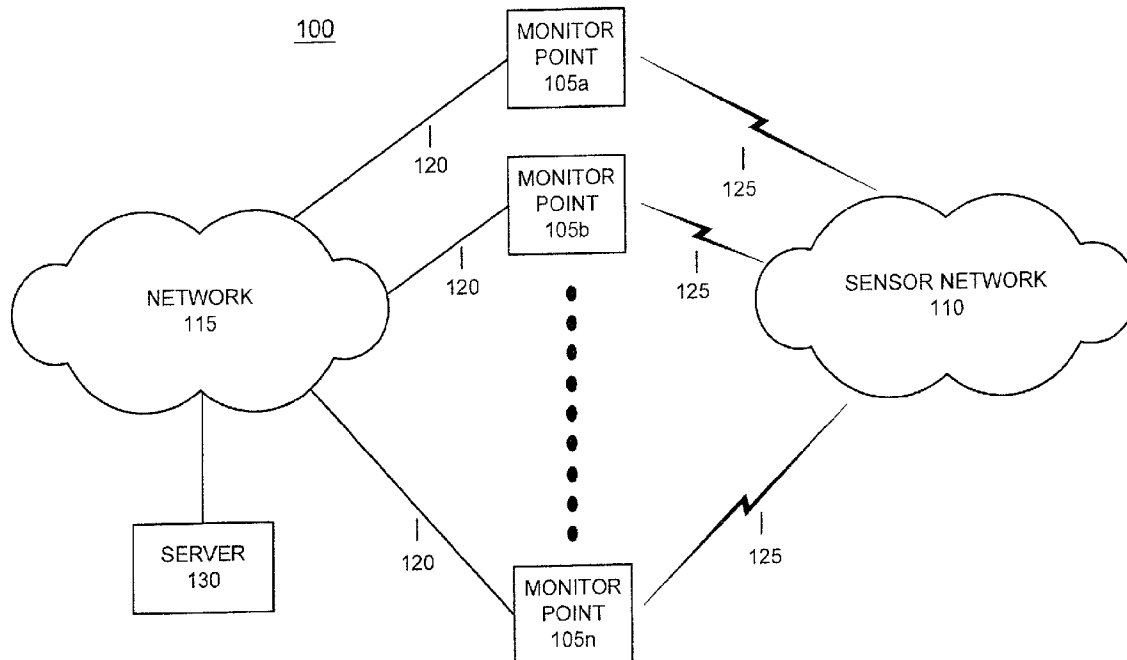 100
MONITOR
POINT
105a
120
125
MONITOR
POINT
105b
120
125
NETWORK
115
SENSOR NETWORK
110
SERVER
130
120
125
MONITOR
POINT
105n